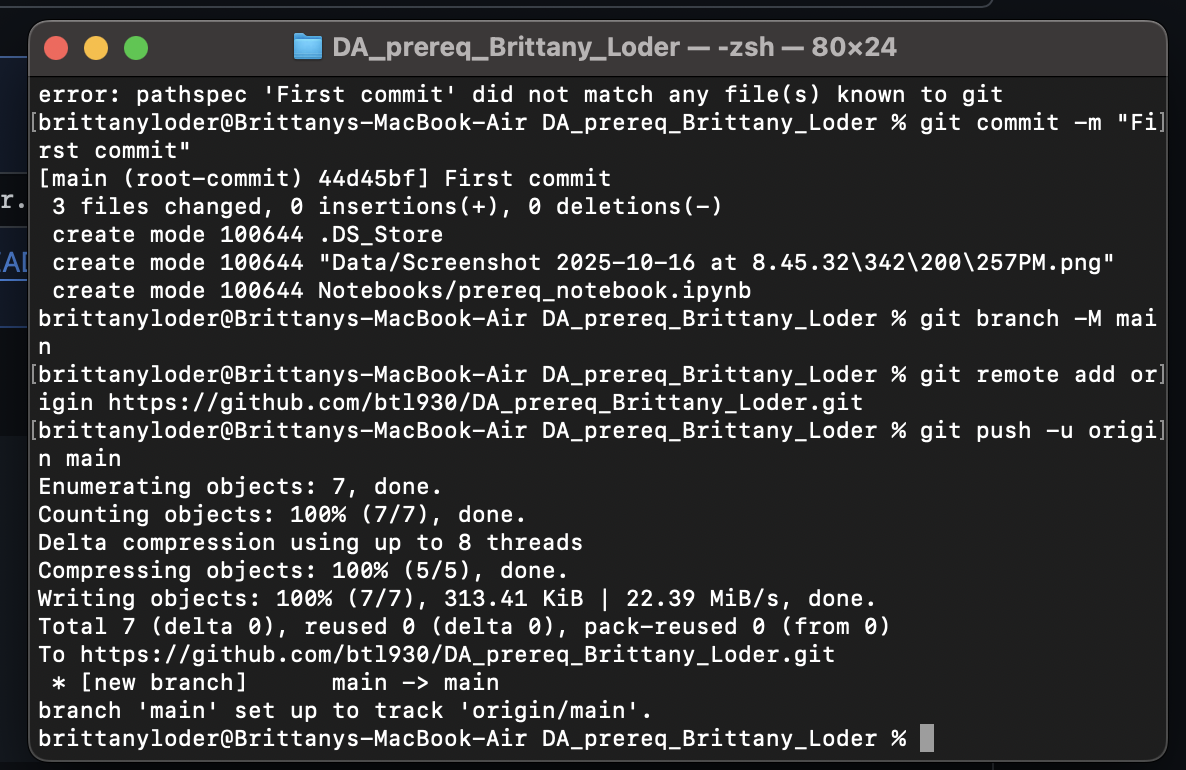 DA_prereq_Brittany_Loder — -zsh — 80×24
error: pathspec 'First commit' did not match any file(s) known to git
[brittanyloder@Brittanys-MacBook-Air DA_prereq_Brittany_Loder % git commit -m "Fi]
rst commit"
[main (root-commit) 44d45bf] First commit
 3 files changed, 0 insertions(+), 0 deletions(-)
 create mode 100644 .DS_Store
 create mode 100644 "Data/Screenshot 2025-10-16 at 8.45.32\342\200\257PM.png"
 create mode 100644 Notebooks/prereq_notebook.ipynb
brittanyloder@Brittanys-MacBook-Air DA_prereq_Brittany_Loder % git branch -M mai
n
[brittanyloder@Brittanys-MacBook-Air DA_prereq_Brittany_Loder % git remote add or]
igin https://github.com/btl930/DA_prereq_Brittany_Loder.git
[brittanyloder@Brittanys-MacBook-Air DA_prereq_Brittany_Loder % git push -u origi]
n main
Enumerating objects: 7, done.
Counting objects: 100% (7/7), done.
Delta compression using up to 8 threads
Compressing objects: 100% (5/5), done.
Writing objects: 100% (7/7), 313.41 KiB | 22.39 MiB/s, done.
Total 7 (delta 0), reused 0 (delta 0), pack-reused 0 (from 0)
To https://github.com/btl930/DA_prereq_Brittany_Loder.git
 * [new branch]      main -> main
branch 'main' set up to track 'origin/main'.
brittanyloder@Brittanys-MacBook-Air DA_prereq_Brittany_Loder %